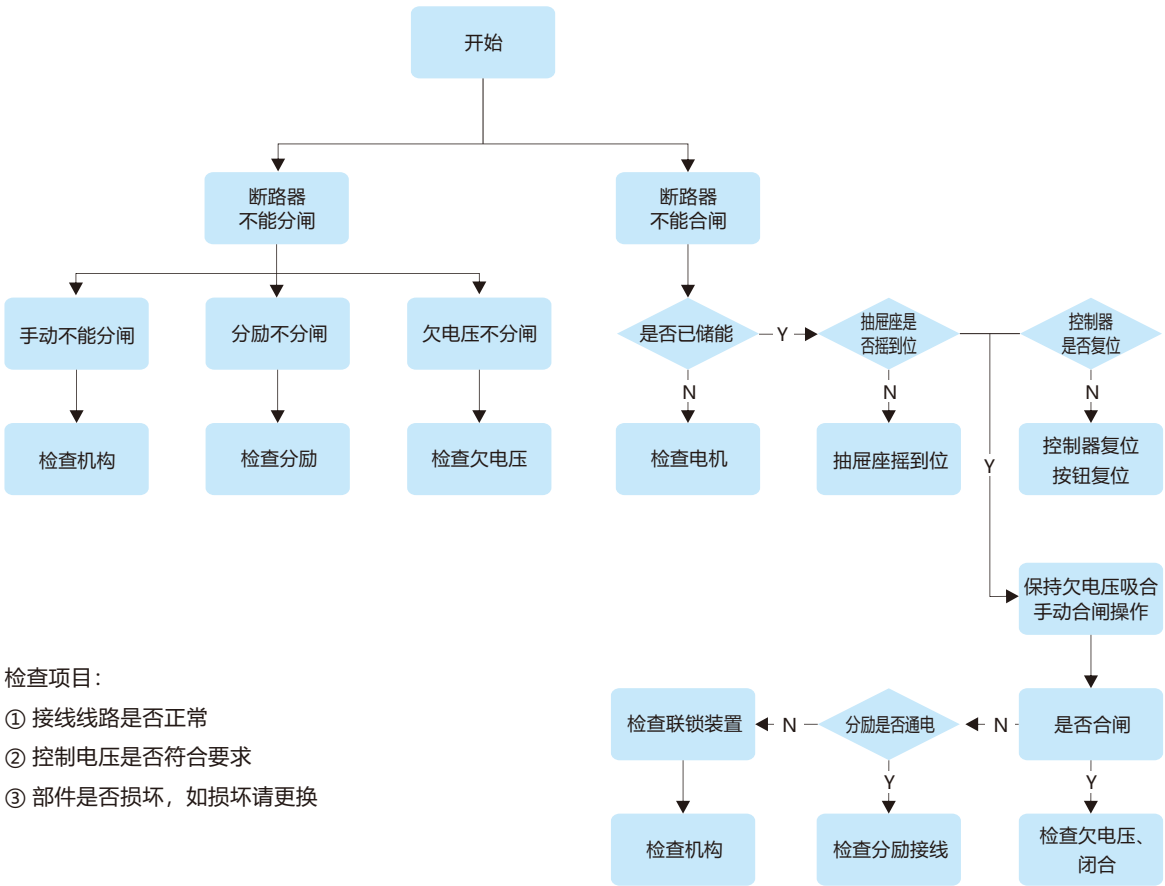 开始
断路器
不能分闸
断路器
不能合闸
手动不能分闸
分励不分闸
欠电压不分闸
是否已储能
Y
抽屉座是
否摇到位
控制器
是否复位
N
N
N
检查机构
检查分励
检查欠电压
检查电机
抽屉座摇到位
Y
控制器复位
按钮复位
保持欠电压吸合
手动合闸操作
检查项目：
① 接线线路是否正常
② 控制电压是否符合要求
③ 部件是否损坏，如损坏请更换
检查联锁装置
N
分励是否通电
N
是否合闸
Y
Y
检查机构
检查分励接线
检查欠电压、
闭合